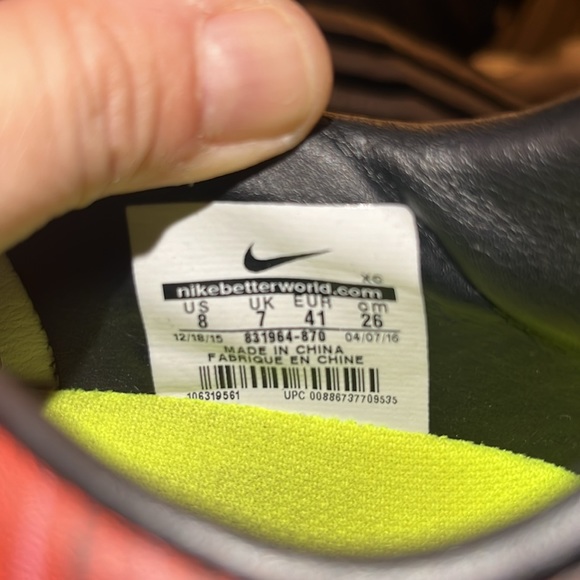 X6
nikebetterworld.com
US UK EUR cm
8 7 41 26
12/18/15 831964-870 04/07/16
MADE IN CHINA
FABRIQUE EN CHINE
106319561 UPC 00886737709535